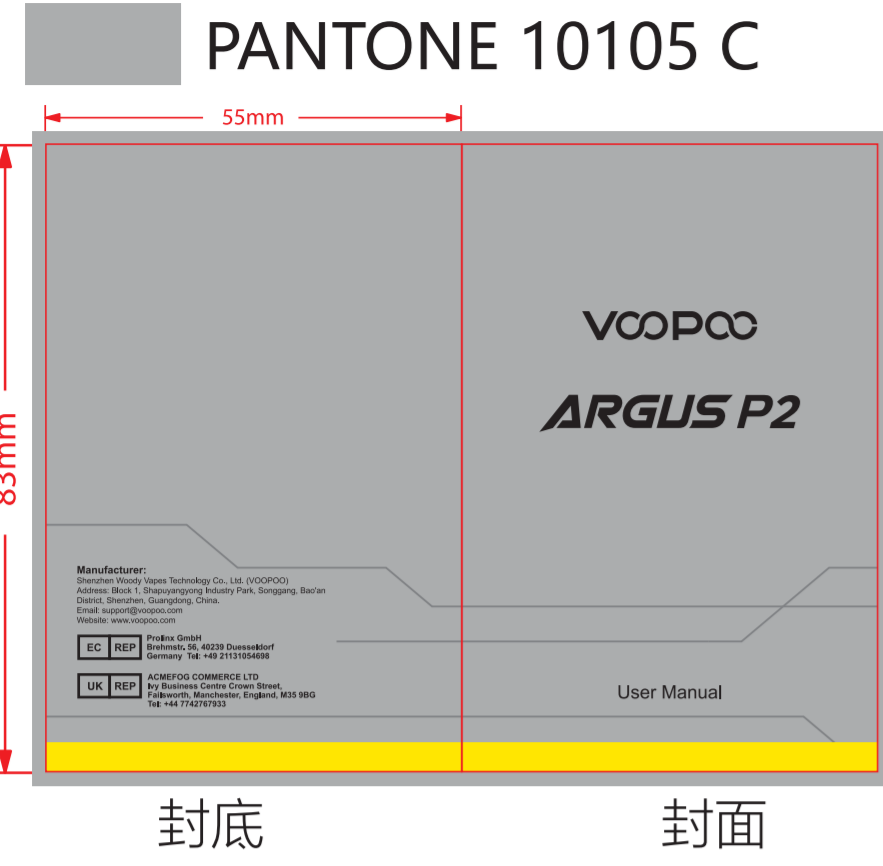 PANTONE 10105 C
55mm
83mm
VOOPOO
ARGUS P2
Manufacturer:
Shenzhen Woody Vapes Technology Co., Ltd. (VOOPOO)
Address: Block 1, Shapuyangyong Industry Park, Songgang, Bao'an
District, Shenzhen, Guangdong, China.
Email: support@voopoo.com
Website: www.voopoo.com
EC REP
Prolinx GmbH
Brehmstr. 56, 40239 Duesseldorf
Germany Tel: +49 21131054698
UK REP
ACMEFOG COMMERCE LTD
Ivy Business Centre Crown Street,
Failsworth, Manchester, England, M35 9BG
Tel: +44 7742767933
User Manual
封底
封面